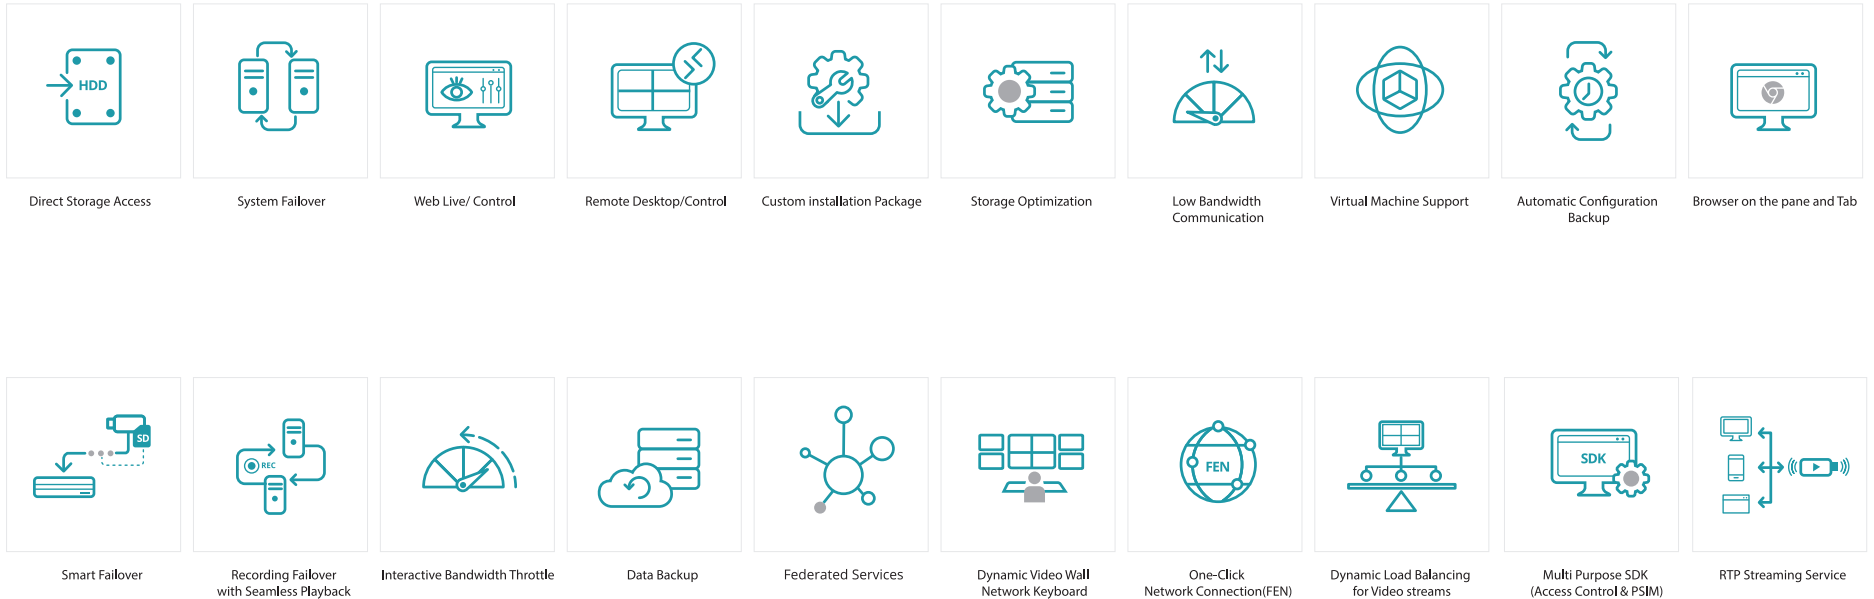 HDD
Direct Storage Access
System Failover
Web Live/ Control
Remote Desktop/Control
Custom installation Package
Storage Optimization
Low Bandwidth
Communication
Virtual Machine Support
Automatic Configuration
Backup
Browser on the pane and Tab
SD
Smart Failover
REC
Recording Failover
with Seamless Playback
Interactive Bandwidth Throttle
Data Backup
Federated Services
Dynamic Video Wall
Network Keyboard
FEN
One-Click
Network Connection(FEN)
Dynamic Load Balancing
for Video streams
SDK
Multi Purpose SDK
(Access Control & PSIM)
RTP Streaming Service